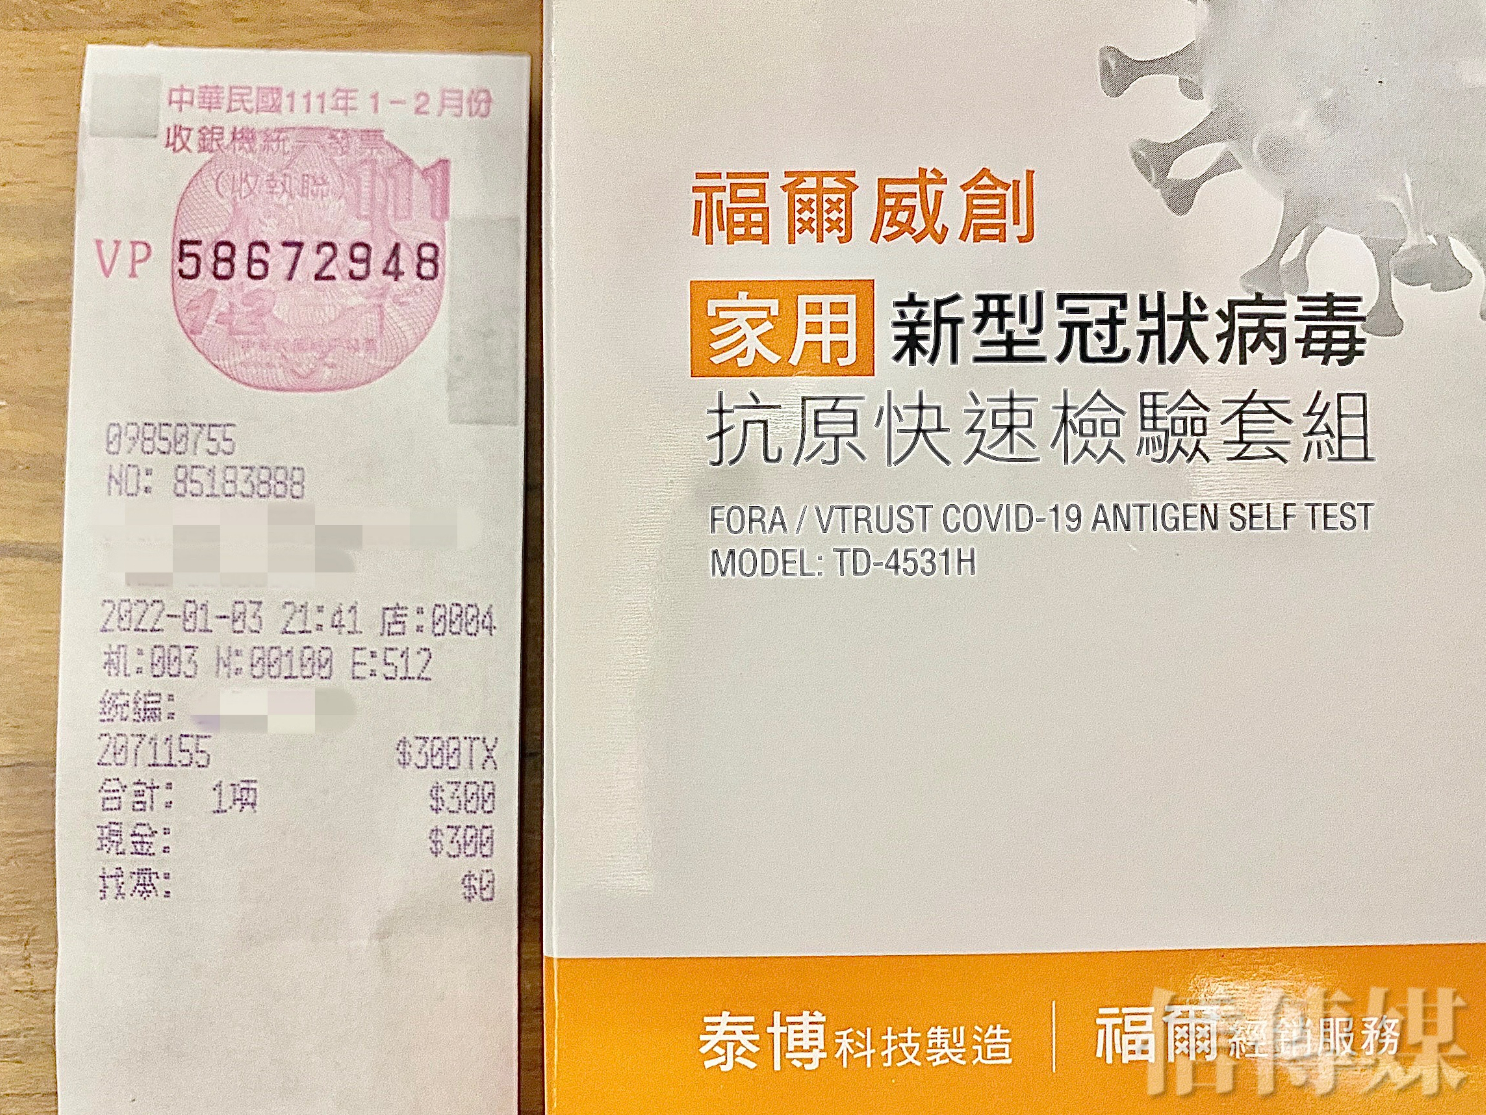 中華民國111年1-2月份
收銀機統一發票
(收執聯)
111
VP 58672948
1-2
09850755
NO: 85183888
2022-01-03 21:41 店:0004
机:003 N:00100 E:512
統編:
2071155 $300TX
合計: 1項 $300
現金: $300
找零: $0
福爾威創
家用 新型冠狀病毒
抗原快速檢驗套組
FORA / VTRUST COVID-19 ANTIGEN SELF TEST
MODEL: TD-4531H
泰博科技製造 | 福爾經銷服務
信傳媒